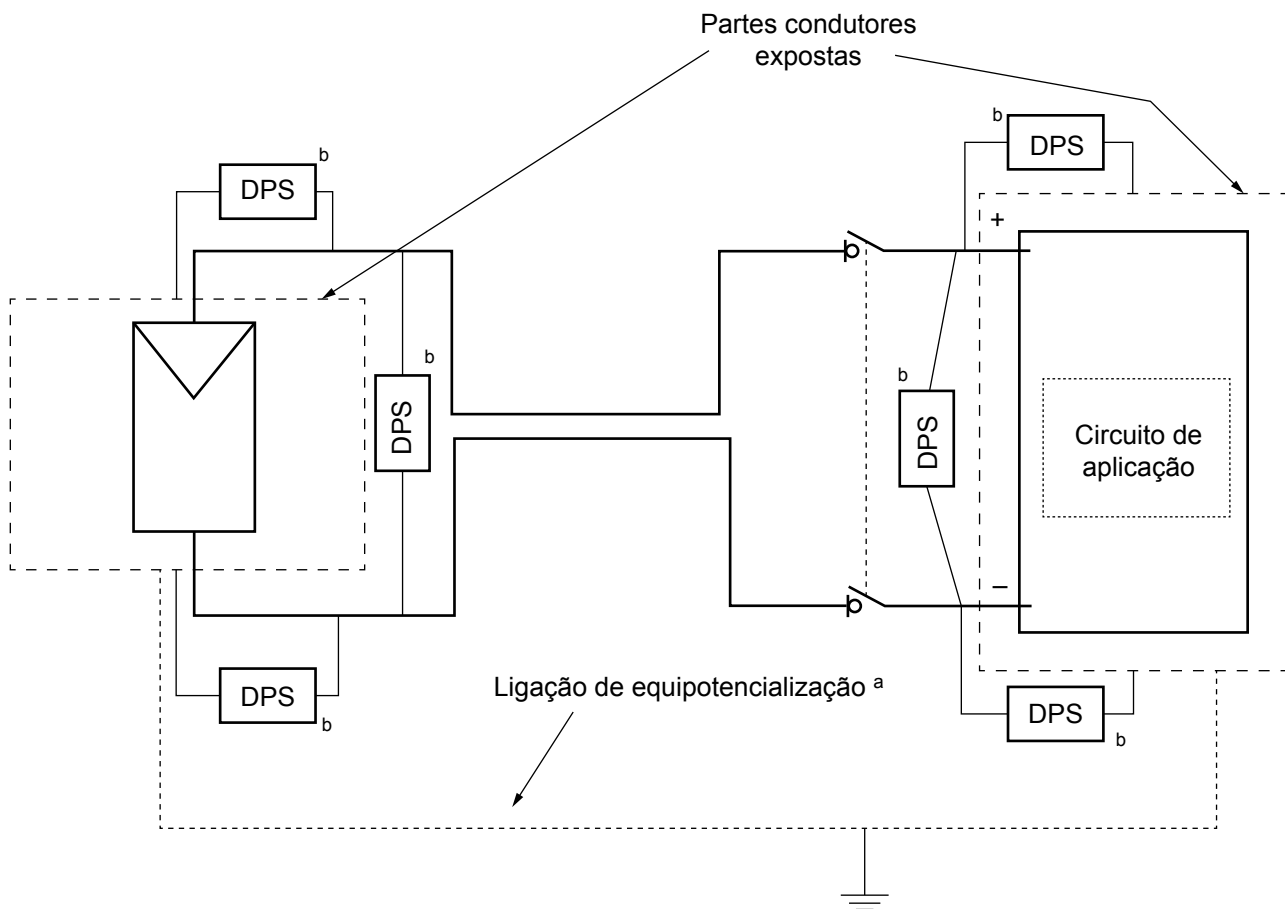 Partes condutores
expostas
b
DPS
b
DPS
+
b
DPS
b
DPS
Circuito de
aplicação
–
DPS
b
Ligação de equipotencialização a
DPS
b